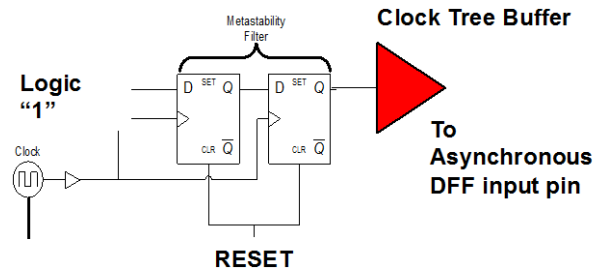 Metastability
Filter
Clock Tree Buffer
Logic
“1”
D SET Q
CLR Q
D SET Q
CLR Q
Clock
To
Asynchronous
DFF input pin
RESET